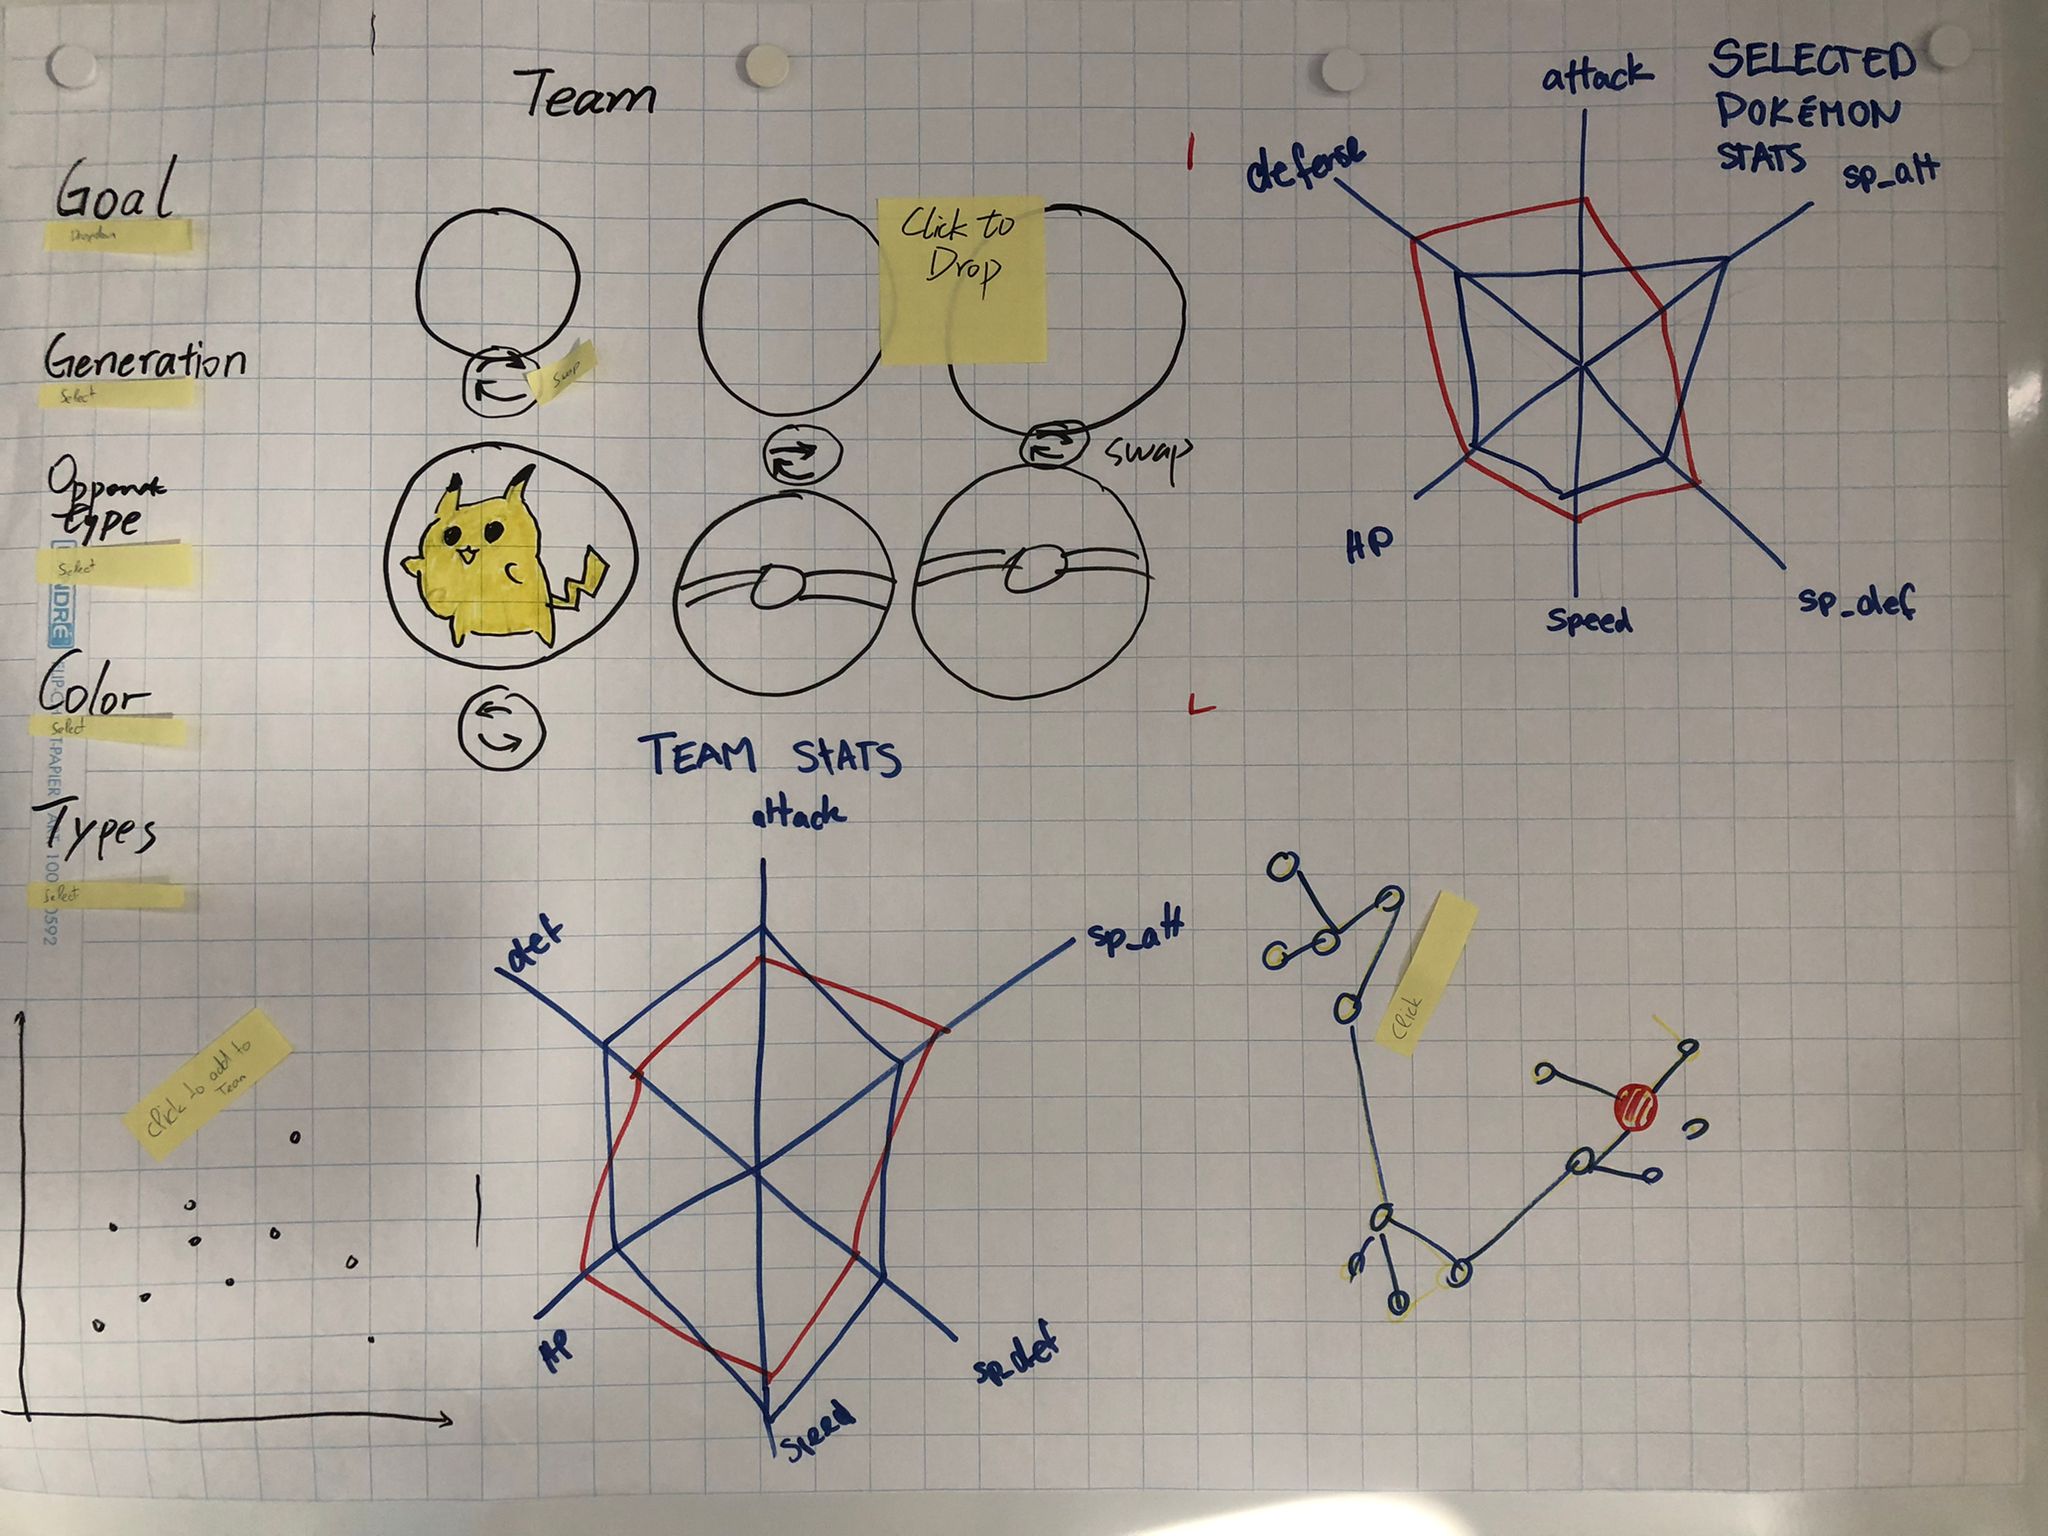 Team
Goal
Dropdown
Generation
Select
Opponent
type
Select
Color
Select
Types
Select
Click to
Drop
Swap
swap
SELECTED
POKÉMON
STATS
attack
sp_att
defense
HP
speed
sp_def
TEAM STATS
attack
def
sp_att
HP
speed
sp_def
Click to add to
Team
Click